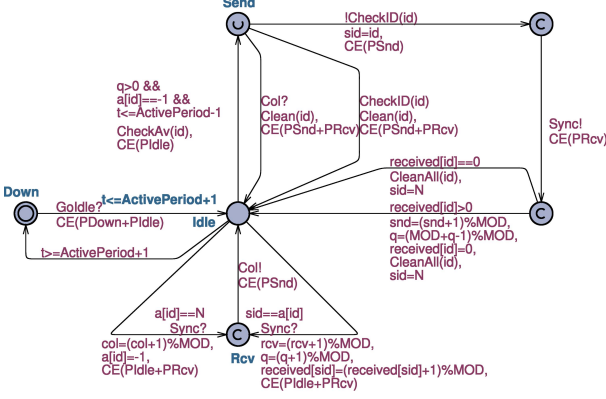 Send
!CheckID(id)
sid=id,
CE(PSnd)
C
q>0 &&
a[id]==-1 &&
t<=ActivePeriod-1
CheckAv(id),
CE(PIdle)
Col?
Clean(id),
CE(PSnd+PRcv)
CheckID(id)
Clean(id),
CE(PSnd+PRcv)
Sync!
CE(PRcv)
received[id]==0
CleanAll(id),
sid=N
Down
GoIdle?
CE(PDown+PIdle)
t<=ActivePeriod+1
Idle
C
received[id]>0
snd=(snd+1)%MOD,
q=(MOD+q-1)%MOD,
received[id]=0,
CleanAll(id),
sid=N
t>=ActivePeriod+1
Col!
CE(PSnd)
a[id]==N
Sync?
col=(col+1)%MOD,
a[id]=-1,
CE(PIdle+PRcv)
C
Rcv
sid==a[id]
Sync?
rcv=(rcv+1)%MOD,
q=(q+1)%MOD,
received[sid]=(received[sid]+1)%MOD,
CE(PIdle+PRcv)